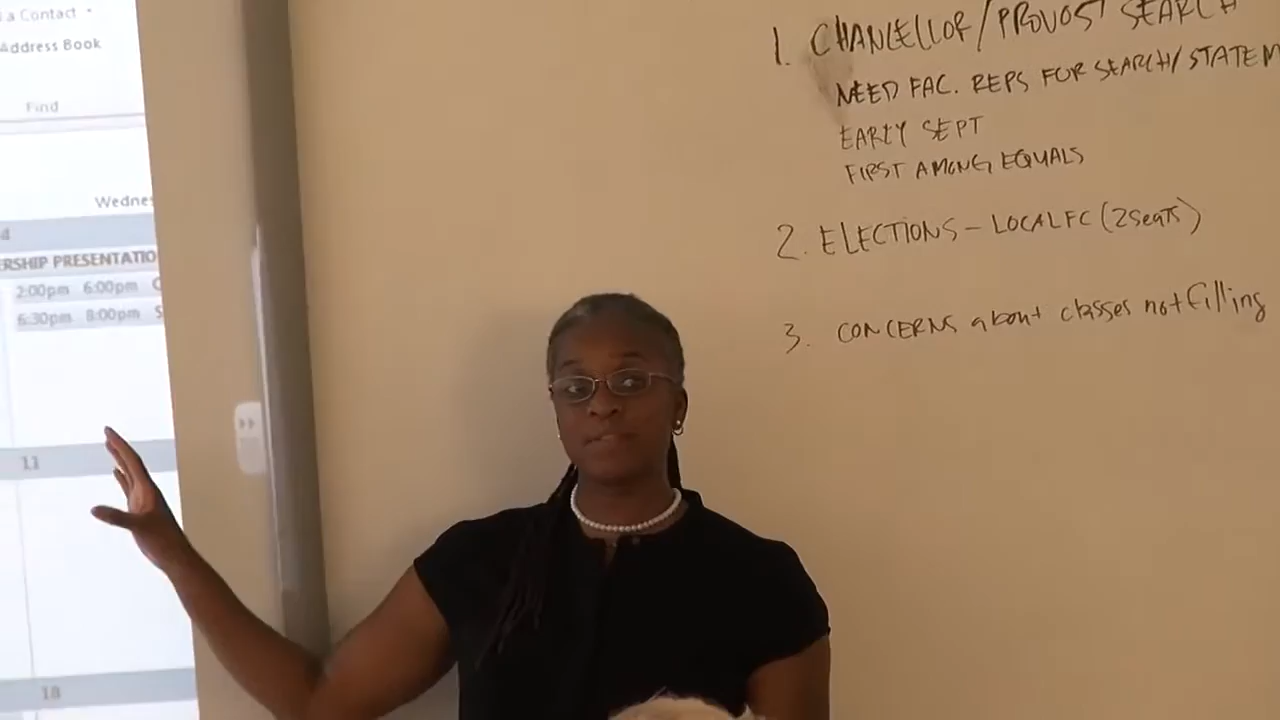 a Contact
Address Book
Find
Wednes
ERSHIP PRESENTATIO
2:00pm 6:00pm
6:30pm 8:00pm S
11
18
1. CHANCELLOR/PROVOST SEARCH
NEED FAC. REPS FOR SEARCH/STATEM
EARLY SEPT
FIRST AMONG EQUALS
2. ELECTIONS - LOCAL FC (2 seats)
3. CONCERNS about classes not filling